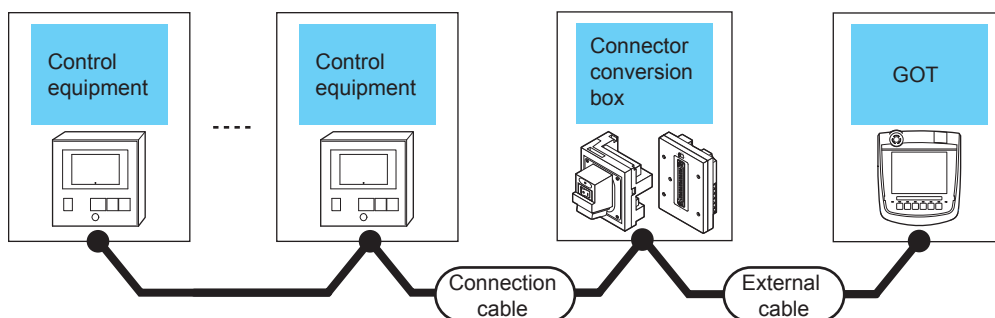 Control
equipment
Control
equipment
Connector
conversion
box
GOT
Connection
cable
External
cable